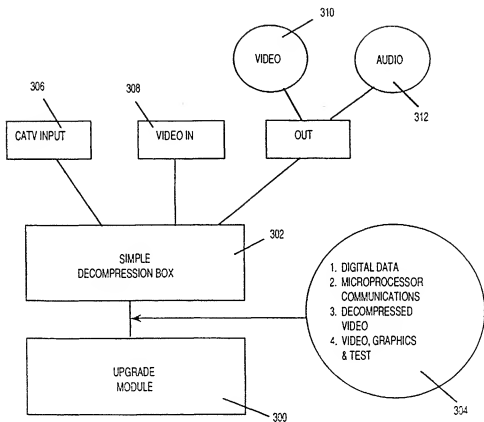 310
VIDEO
AUDIO
312
306
308
CATV INPUT
VIDEO IN
OUT
302
SIMPLE
DECOMPRESSION BOX
1. DIGITAL DATA
2. MICROPROCESSOR
COMMUNICATIONS
3. DECOMPRESSED
VIDEO
4. VIDEO, GRAPHICS
& TEST
304
UPGRADE
MODULE
300